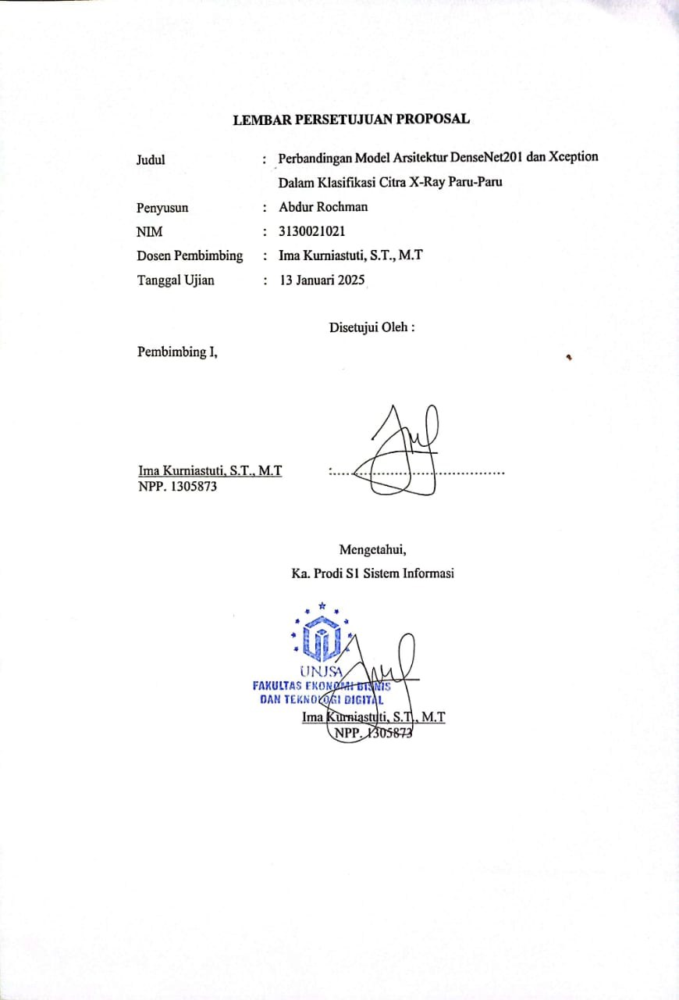 LEMBAR PERSETUJUAN PROPOSAL
Judul : Perbandingan Model Arsitektur DenseNet201 dan Xception
Dalam Klasifikasi Citra X-Ray Paru-Paru
Penyusun : Abdur Rochman
NIM : 3130021021
Dosen Pembimbing : Ima Kurniastuti, S.T., M.T
Tanggal Ujian : 13 Januari 2025
Disetujui Oleh :
Pembimbing I,
Ima Kurniastuti, S.T., M.T :..........................................
NPP. 1305873
Mengetahui,
Ka. Prodi S1 Sistem Informasi
UNUSA
FAKULTAS EKONOMI BISNIS
DAN TEKNOLOGI DIGITAL
Ima Kurniastuti, S.T., M.T
NPP. 1305873